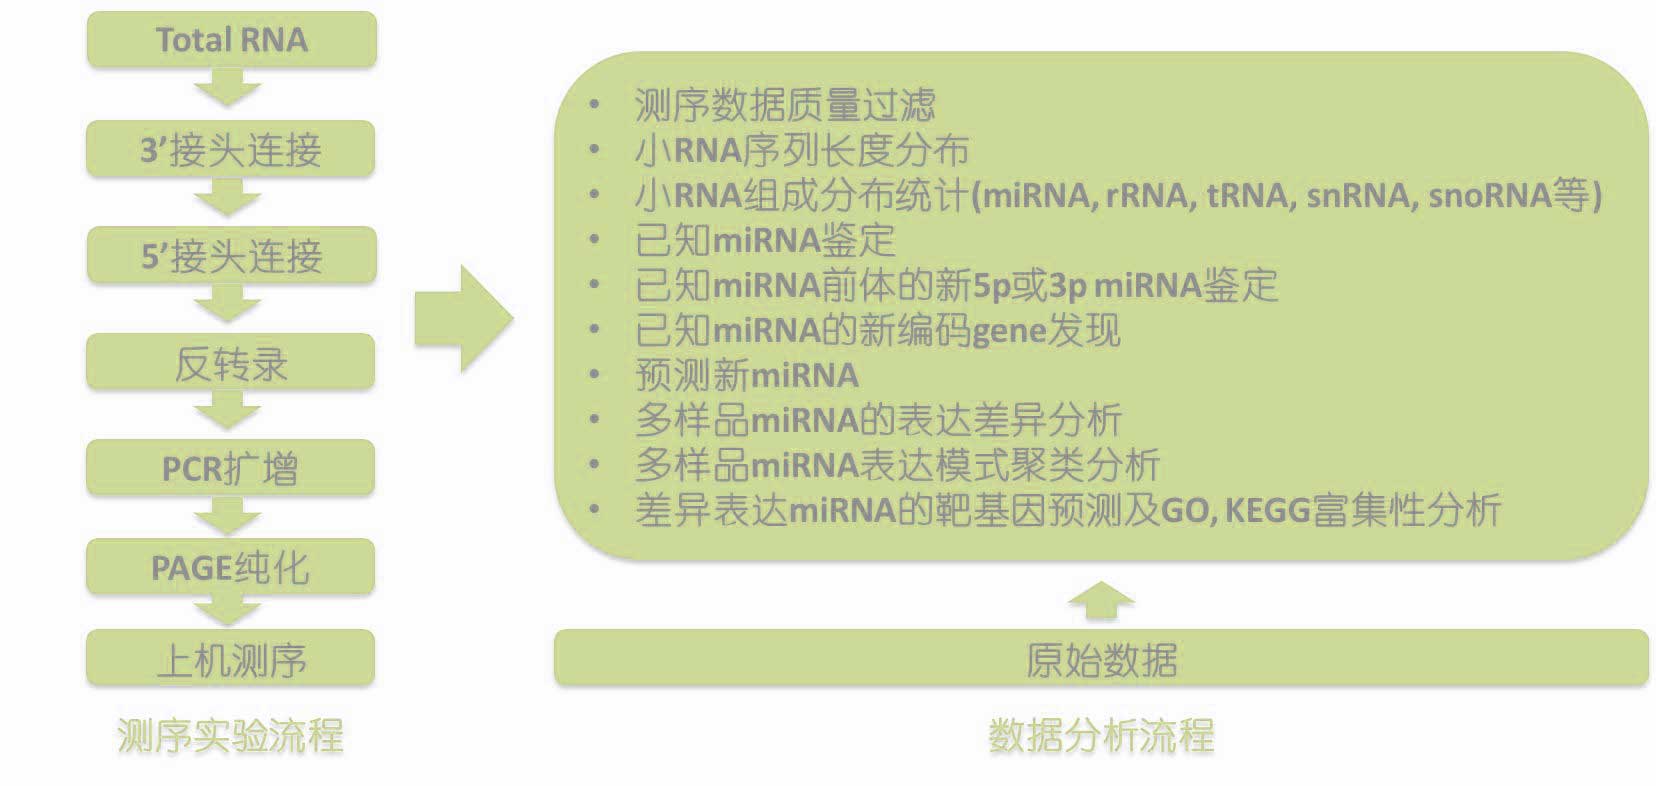 Total RNA
3’接头连接
5’接头连接
反转录
PCR扩增
PAGE纯化
上机测序
测序实验流程
• 测序数据质量过滤
• 小RNA序列长度分布
• 小RNA组成分布统计(miRNA, rRNA, tRNA, snRNA, snoRNA等)
• 已知miRNA鉴定
• 已知miRNA前体的新5p或3p miRNA鉴定
• 已知miRNA的新编码gene发现
• 预测新miRNA
• 多样品miRNA的表达差异分析
• 多样品miRNA表达模式聚类分析
• 差异表达miRNA的靶基因预测及GO, KEGG富集性分析
原始数据
数据分析流程